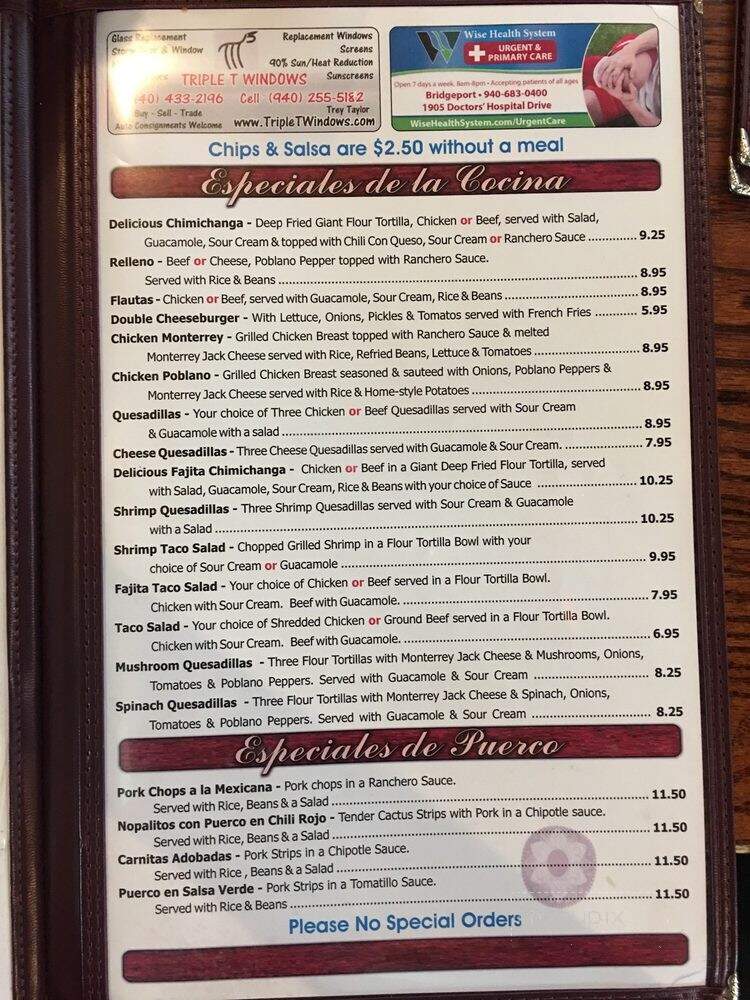 Glass Replacement
Replacement Windows
Screens
90% Sun/Heat Reduction
Sunscreens
TRIPLE T WINDOWS
40) 433-2196 Cell (940) 255-5182
Buy - Sell - Trade
Trey Taylor
Auto Consignments Welcome
www.TripleTWindows.com
Wise Health System
URGENT &
PRIMARY CARE
Open 7 days a week, 8am-8pm • Accepting patients of all ages
Bridgeport • 940-683-0400
1905 Doctors' Hospital Drive
WiseHealthSystem.com/UrgentCare
Chips & Salsa are $2.50 without a meal
Especiales de la Cocina
Delicious Chimichanga - Deep Fried Giant Flour Tortilla, Chicken or Beef, served with Salad,
Guacamole, Sour Cream & topped with Chili Con Queso, Sour Cream or Ranchero Sauce ............ 9.25
Relleno - Beef or Cheese, Poblano Pepper topped with Ranchero Sauce.
Served with Rice & Beans ............ 8.95
Flautas - Chicken or Beef, served with Guacamole, Sour Cream, Rice & Beans ............ 8.95
Double Cheeseburger - With Lettuce, Onions, Pickles & Tomatos served with French Fries ............ 5.95
Chicken Monterrey - Grilled Chicken Breast topped with Ranchero Sauce & melted
Monterrey Jack Cheese served with Rice, Refried Beans, Lettuce & Tomatoes ............ 8.95
Chicken Poblano - Grilled Chicken Breast seasoned & sauteed with Onions, Poblano Peppers &
Monterrey Jack Cheese served with Rice & Home-style Potatoes ............ 8.95
Quesadillas - Your choice of Three Chicken or Beef Quesadillas served with Sour Cream
& Guacamole with a salad ............ 8.95
Cheese Quesadillas - Three Cheese Quesadillas served with Guacamole & Sour Cream. ............ 7.95
Delicious Fajita Chimichanga - Chicken or Beef in a Giant Deep Fried Flour Tortilla, served
with Salad, Guacamole, Sour Cream, Rice & Beans with your choice of Sauce ............ 10.25
Shrimp Quesadillas - Three Shrimp Quesadillas served with Sour Cream & Guacamole
with a Salad ............ 10.25
Shrimp Taco Salad - Chopped Grilled Shrimp in a Flour Tortilla Bowl with your
choice of Sour Cream or Guacamole ............ 9.95
Fajita Taco Salad - Your choice of Chicken or Beef served in a Flour Tortilla Bowl.
Chicken with Sour Cream. Beef with Guacamole. ............ 7.95
Taco Salad - Your choice of Shredded Chicken or Ground Beef served in a Flour Tortilla Bowl.
Chicken with Sour Cream. Beef with Guacamole. ............ 6.95
Mushroom Quesadillas - Three Flour Tortillas with Monterrey Jack Cheese & Mushrooms, Onions,
Tomatoes & Poblano Peppers. Served with Guacamole & Sour Cream ............ 8.25
Spinach Quesadillas - Three Flour Tortillas with Monterrey Jack Cheese & Spinach, Onions,
Tomatoes & Poblano Peppers. Served with Guacamole & Sour Cream ............ 8.25
Especiales de Puerco
Pork Chops a la Mexicana - Pork chops in a Ranchero Sauce.
Served with Rice, Beans & a Salad ............ 11.50
Nopalitos con Puerco en Chili Rojo - Tender Cactus Strips with Pork in a Chipotle sauce.
Served with Rice, Beans & a Salad ............ 11.50
Carnitas Adobadas - Pork Strips in a Chipotle Sauce.
Served with Rice , Beans & a Salad ............ 11.50
Puerco en Salsa Verde - Pork Strips in a Tomatillo Sauce.
Served with Rice & Beans ............ 11.50
Please No Special Orders